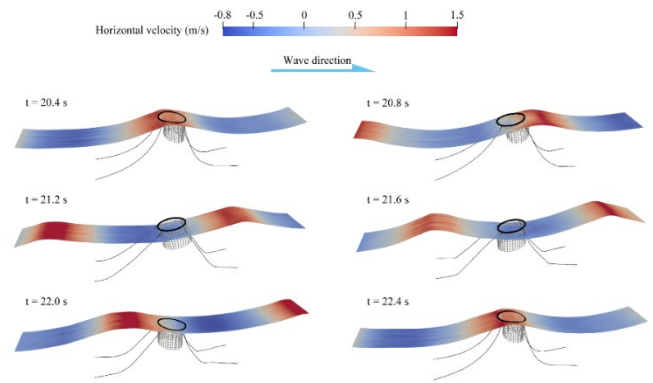 -0.8 -0.5 0 0.5 1.5
Horizontal velocity (m/s)
Wave direction
t = 20.4 s
t = 20.8 s
t = 21.2 s
t = 21.6 s
t = 22.0 s
t = 22.4 s